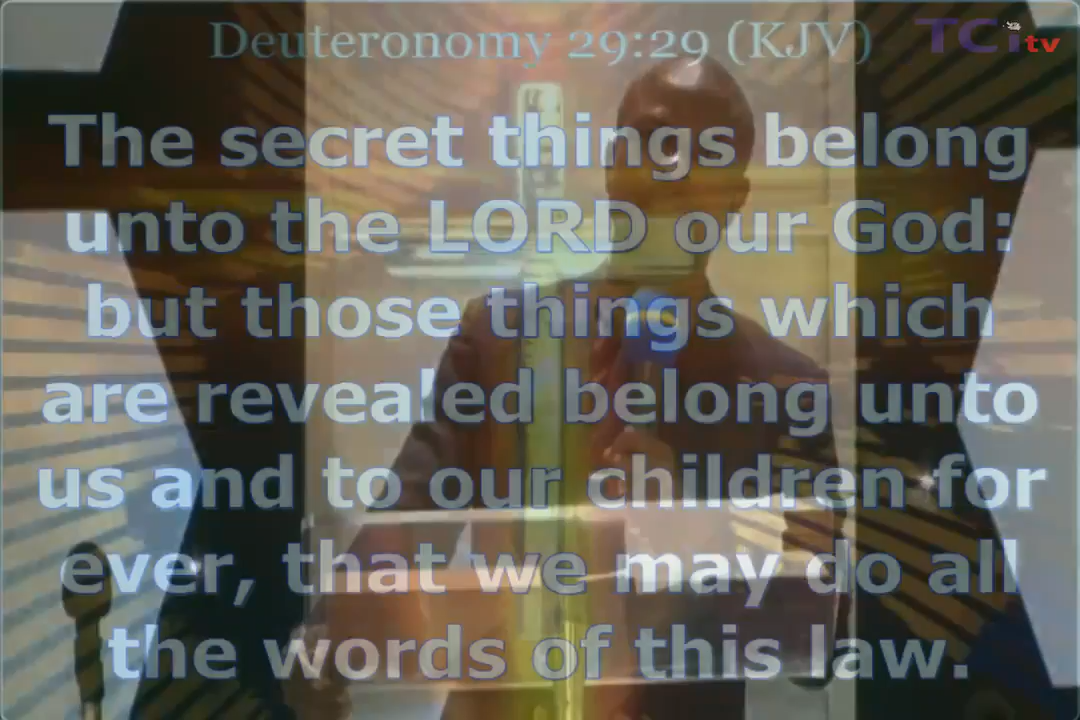 Deuteronomy 29:29 (KJV)
TCi tv
The secret things belong
unto the LORD our God:
but those things which
are revealed belong unto
us and to our children for
ever, that we may do all
the words of this law.